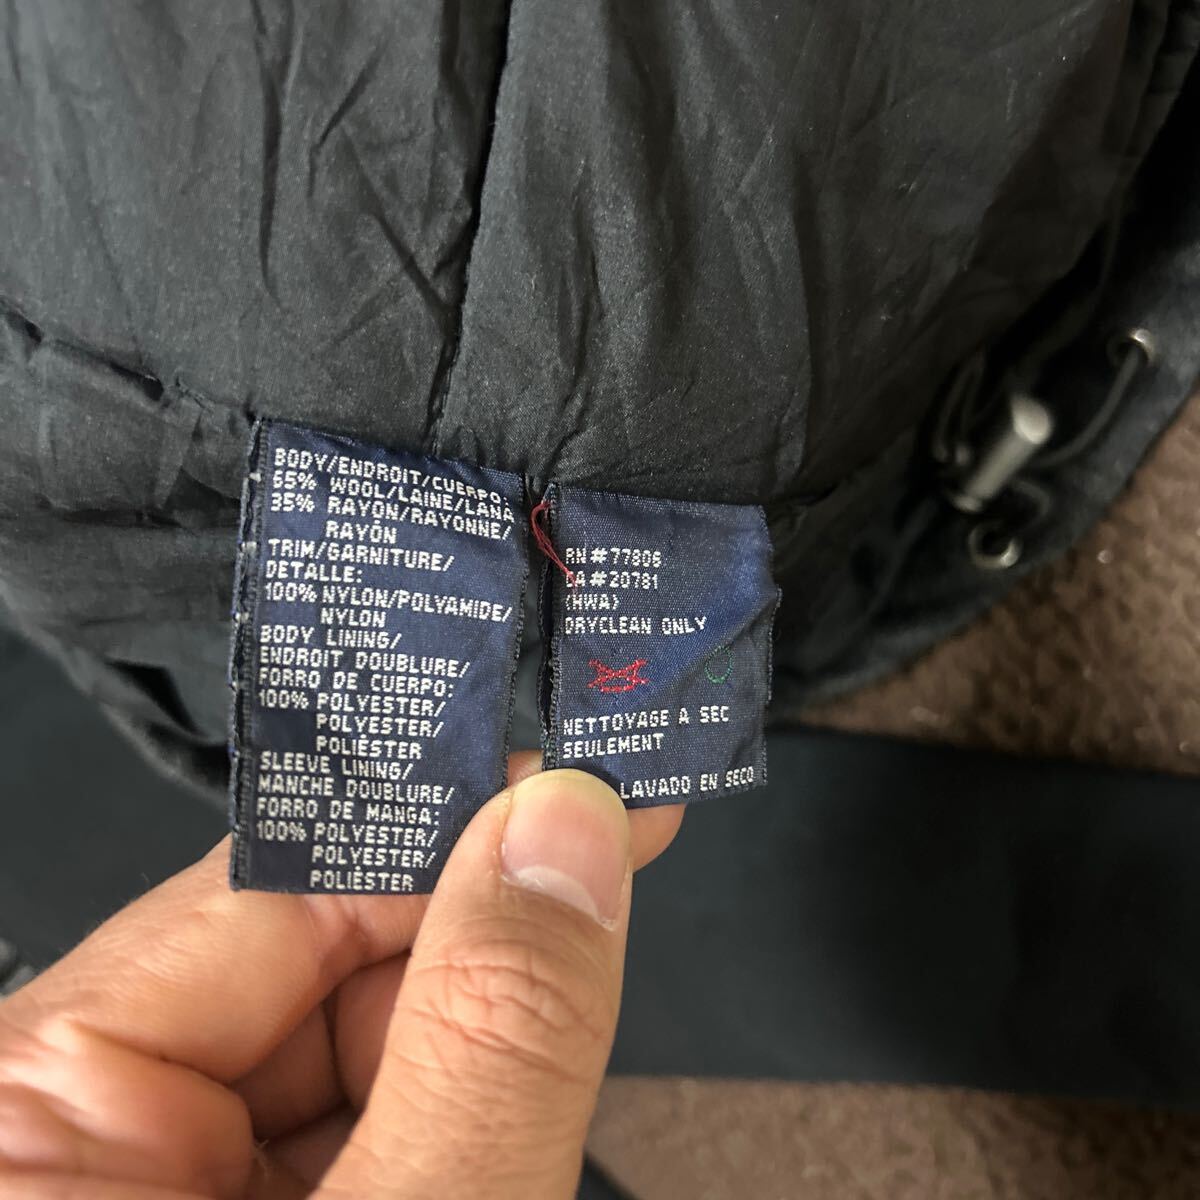 BODY/ENDROIT/CUERPO:
65% WOOL/LAINE/LANA
35% RAYON/RAYONNE/
RAYÓN
TRIM/GARNITURE/
DETALLE:
100% NYLON/POLYAMIDE/
NYLON
BODY LINING/
ENDROIT DOUBLURE/
FORRO DE CUERPO:
100% POLYESTER/
POLYESTER/
POLIÉSTER
SLEEVE LINING/
MANCHE DOUBLURE/
FORRO DE MANGA:
100% POLYESTER/
POLYESTER/
POLIÉSTER
RN #77806
CA #20781
(HWA)
DRYCLEAN ONLY
NETTOYAGE A SEC
SEULEMENT
LAVADO EN SECO